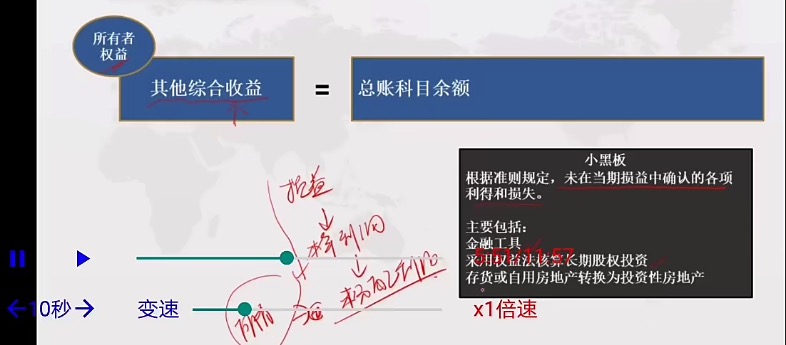 所有者
权益
其他综合收益
=
总账科目余额
小黑板
根据准则规定，未在当期损益中确认的各项
利得和损失。
主要包括：
金融工具
采用权益法核算长期股权投资
存货或自用房地产转换为投资性房地产
损益
10秒
变速
x1倍速